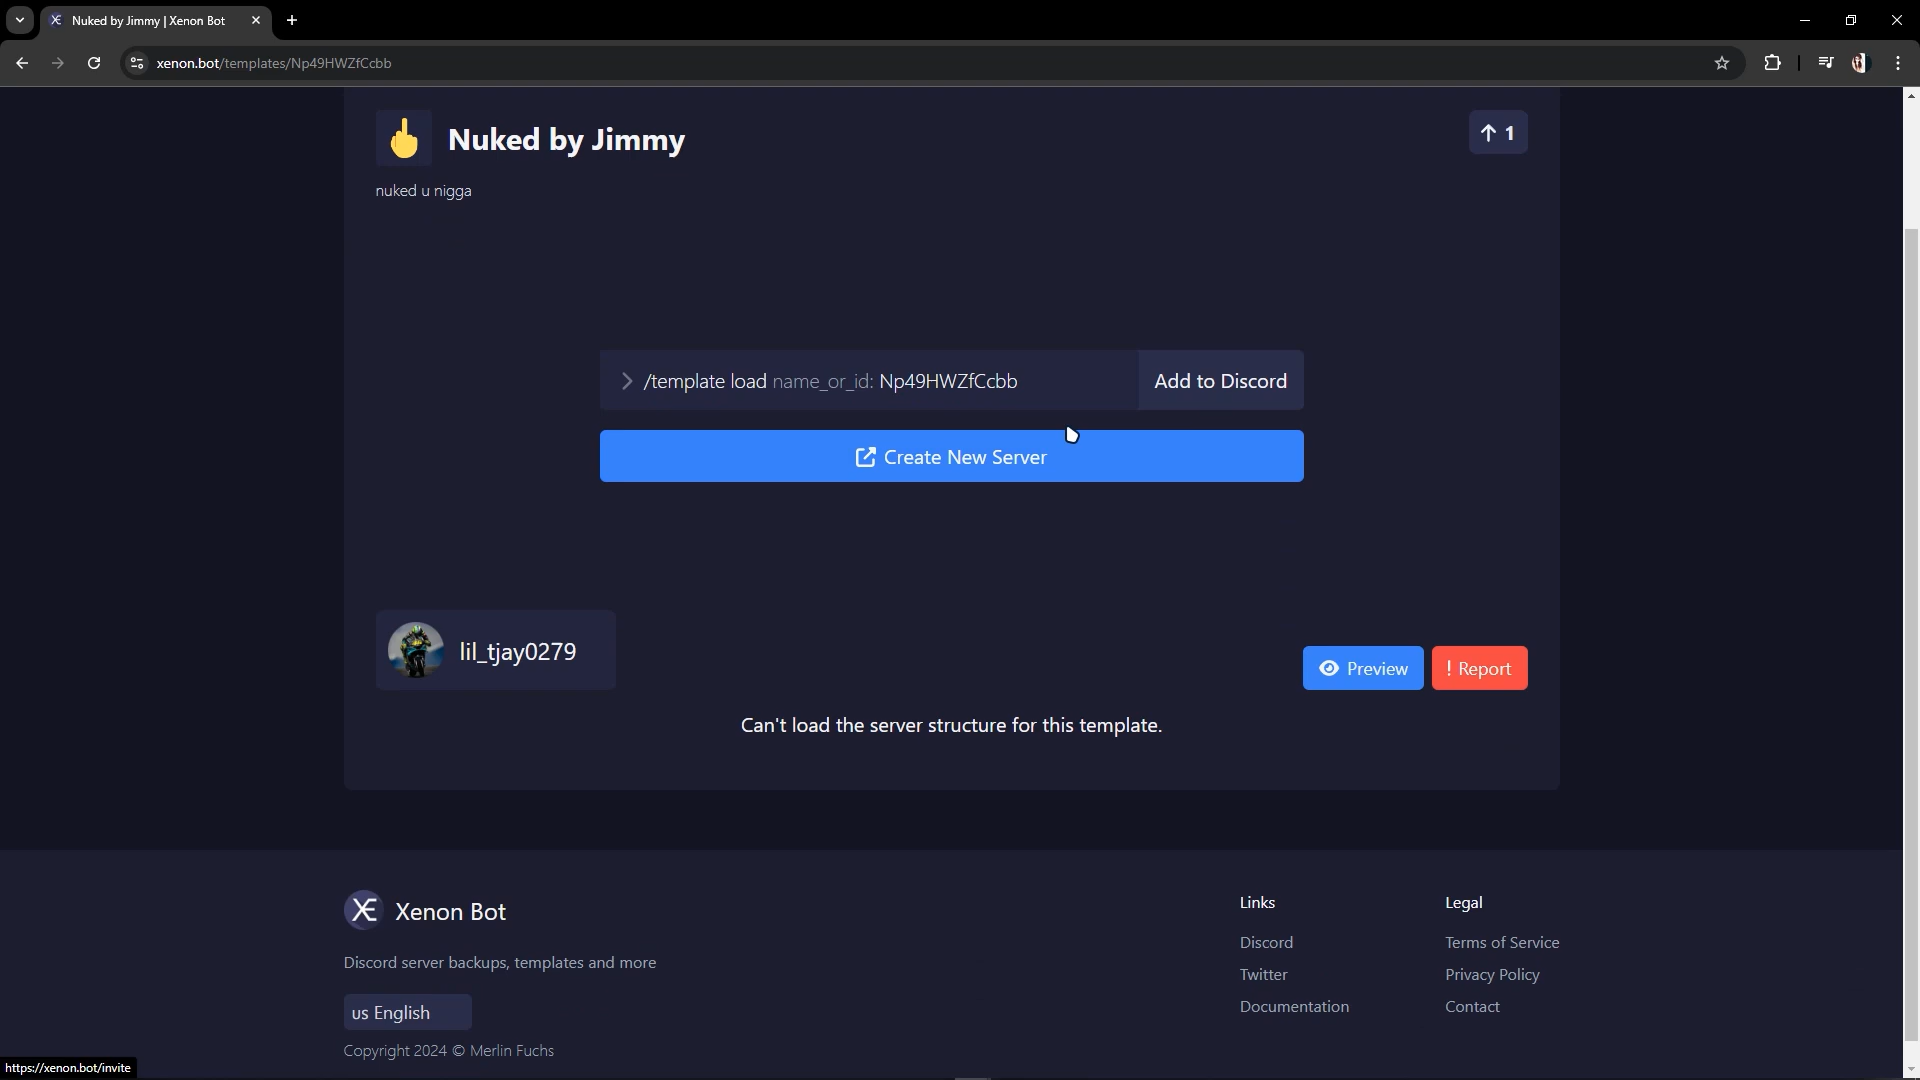 Nuked by Jimmy | Xenon Bot
xenon.bot/templates/Np49HWZfCcbb
Nuked by Jimmy
1
nuked u nigga
/template load name_or_id: Np49HWZfCcbb
Add to Discord
Create New Server
lil_tjay0279
Preview
! Report
Can't load the server structure for this template.
Xenon Bot
Discord server backups, templates and more
us English
Copyright 2024 © Merlin Fuchs
Links
Discord
Twitter
Documentation
Legal
Terms of Service
Privacy Policy
Contact
https://xenon.bot/invite